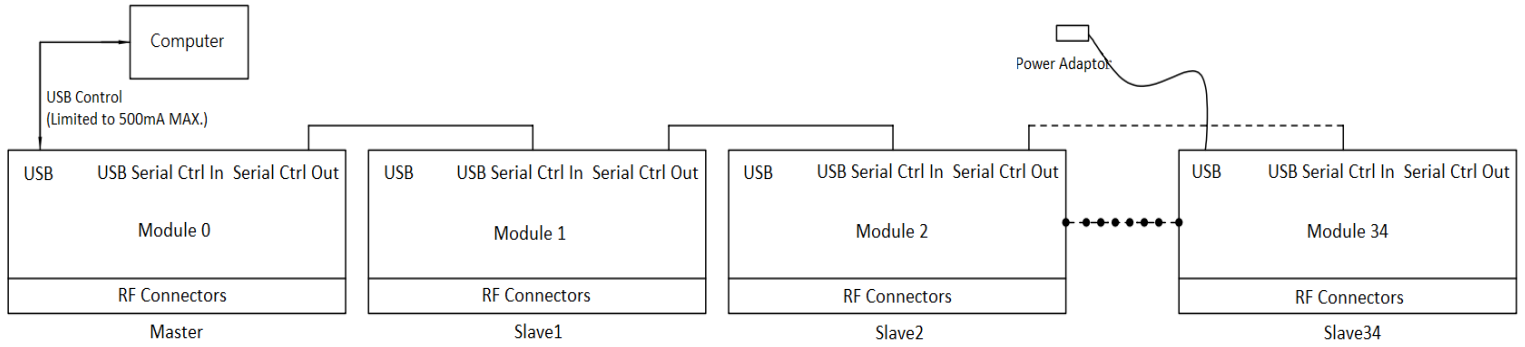 Computer
Power Adaptor
USB Control
(Limited to 500mA MAX.)
USB USB Serial Ctrl In Serial Ctrl Out
Module 0
RF Connectors
Master
USB USB Serial Ctrl In Serial Ctrl Out
Module 1
RF Connectors
Slave1
USB USB Serial Ctrl In Serial Ctrl Out
Module 2
RF Connectors
Slave2
USB USB Serial Ctrl In Serial Ctrl Out
Module 34
RF Connectors
Slave34